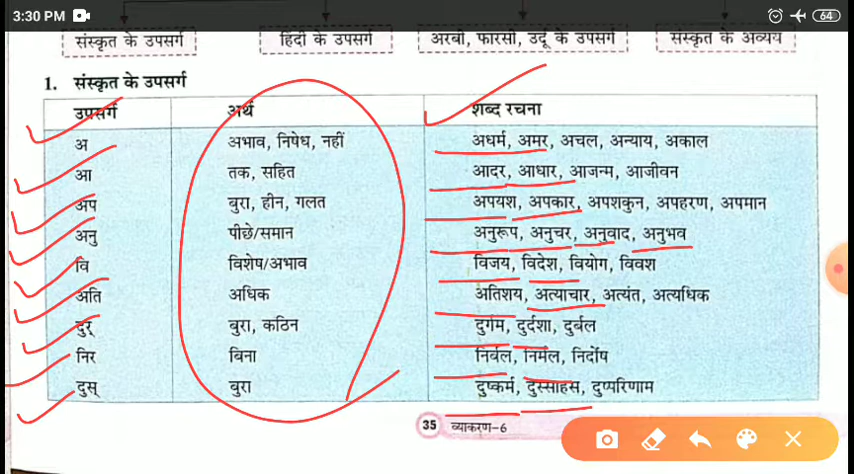 3:30 PM 64
संस्कृत के उपसर्ग हिंदी के उपसर्ग अरबी, फारसी, उर्दू के उपसर्ग संस्कृत के अव्यय
1. संस्कृत के उपसर्ग
उपसर्ग अर्थ शब्द रचना
अ अभाव, निषेध, नहीं अधर्म, अमर, अचल, अन्याय, अकाल
आ तक, सहित आदर, आधार, आजन्म, आजीवन
अप बुरा, हीन, गलत अपयश, अपकार, अपशकुन, अपहरण, अपमान
अनु पीछे/समान अनुरूप, अनुचर, अनुवाद, अनुभव
वि विशेष/अभाव विजय, विदेश, वियोग, विवश
अति अधिक अतिशय, अत्याचार, अत्यंत, अत्यधिक
दुर् बुरा, कठिन दुर्गम, दुर्दशा, दुर्बल
निर बिना निर्बल, निर्मल, निर्दोष
दुस् बुरा दुष्कर्म, दुस्साहस, दुष्परिणाम
35 व्याकरण–6